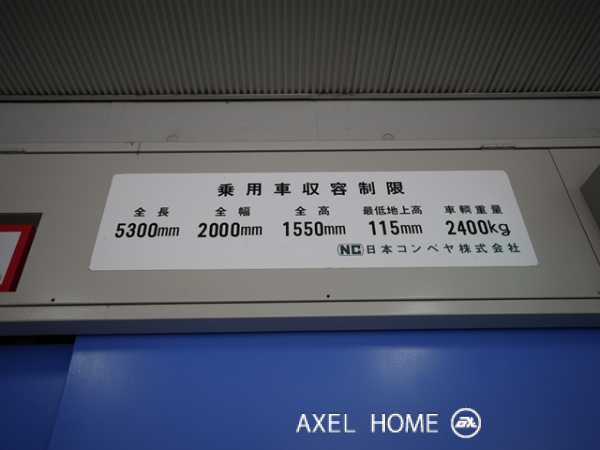 乗用車収容制限
全長 全幅 全高 最低地上高 車輌重量
5300mm 2000mm 1550mm 115mm 2400kg
NC 日本コンベヤ株式会社
AXEL HOME